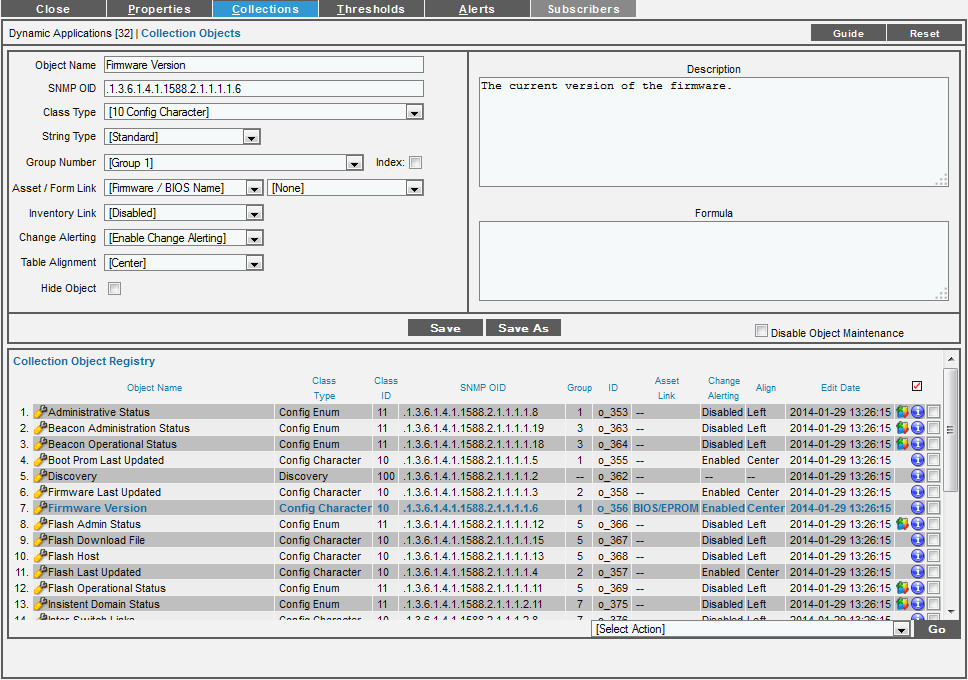 Close Properties Collections Thresholds Alerts Subscribers
Dynamic Applications [32] | Collection Objects Guide Reset
Object Name Firmware Version
SNMP OID .1.3.6.1.4.1.1588.2.1.1.1.1.6
Class Type [10 Config Character]
String Type [Standard]
Group Number [Group 1] Index:
Asset / Form Link [Firmware / BIOS Name] [None]
Inventory Link [Disabled]
Change Alerting [Enable Change Alerting]
Table Alignment [Center]
Hide Object
Description
The current version of the firmware.
Formula
Save Save As Disable Object Maintenance
Collection Object Registry
Object Name Class Type Class ID SNMP OID Group ID Asset Link Change Alerting Align Edit Date
1. Administrative Status Config Enum 11 .1.3.6.1.4.1.1588.2.1.1.1.1.8 1 o_353 -- Disabled Left 2014-01-29 13:26:15
2. Beacon Administration Status Config Enum 11 .1.3.6.1.4.1.1588.2.1.1.1.1.19 3 o_363 -- Disabled Left 2014-01-29 13:26:15
3. Beacon Operational Status Config Enum 11 .1.3.6.1.4.1.1588.2.1.1.1.1.18 3 o_364 -- Disabled Left 2014-01-29 13:26:15
4. Boot Prom Last Updated Config Character 10 .1.3.6.1.4.1.1588.2.1.1.1.1.5 1 o_355 -- Enabled Center 2014-01-29 13:26:15
5. Discovery Discovery 100 .1.3.6.1.4.1.1588.2.1.1.1.1.2 -- o_362 -- -- -- 2014-01-29 13:26:15
6. Firmware Last Updated Config Character 10 .1.3.6.1.4.1.1588.2.1.1.1.1.3 2 o_358 -- Enabled Center 2014-01-29 13:26:15
7. Firmware Version Config Character 10 .1.3.6.1.4.1.1588.2.1.1.1.1.6 1 o_356 BIOS/EPROM Enabled Center 2014-01-29 13:26:15
8. Flash Admin Status Config Enum 11 .1.3.6.1.4.1.1588.2.1.1.1.1.12 5 o_366 -- Disabled Left 2014-01-29 13:26:15
9. Flash Download File Config Character 10 .1.3.6.1.4.1.1588.2.1.1.1.1.15 5 o_367 -- Disabled Left 2014-01-29 13:26:15
10. Flash Host Config Character 10 .1.3.6.1.4.1.1588.2.1.1.1.1.13 5 o_368 -- Disabled Left 2014-01-29 13:26:15
11. Flash Last Updated Config Character 10 .1.3.6.1.4.1.1588.2.1.1.1.1.4 2 o_357 -- Enabled Center 2014-01-29 13:26:15
12. Flash Operational Status Config Enum 11 .1.3.6.1.4.1.1588.2.1.1.1.1.11 5 o_369 -- Disabled Left 2014-01-29 13:26:15
13. Insistent Domain Status Config Enum 11 .1.3.6.1.4.1.1588.2.1.1.1.2.11 7 o_375 -- Disabled Left 2014-01-29 13:26:15
14. Inter-Switch Links Config Character 10 7 o_376 -- Disabled Left 2014-01-29 13:26:15
[Select Action] Go